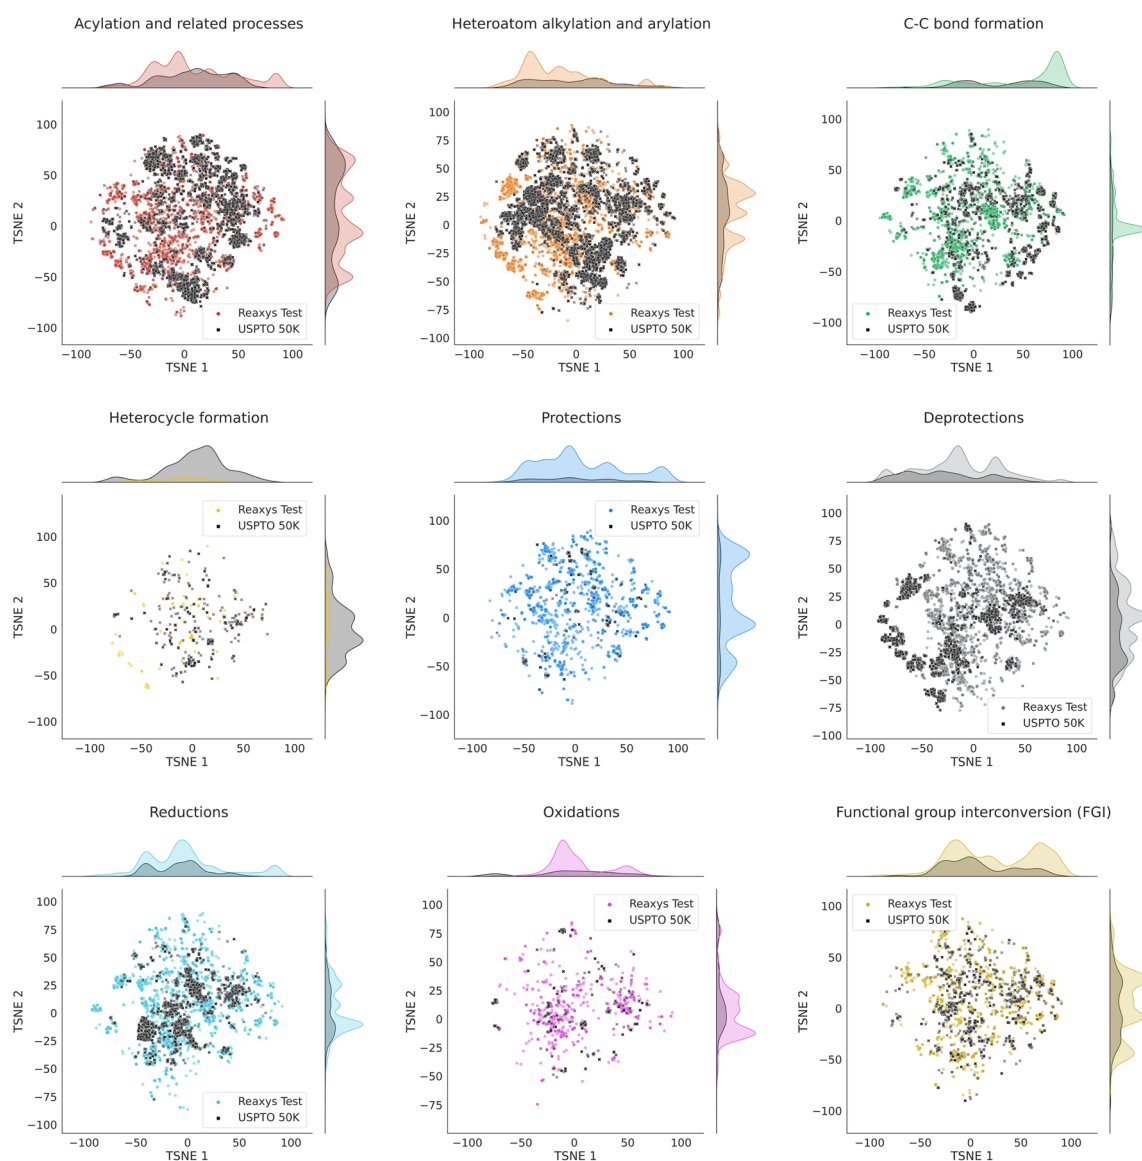 Acylation and related processes
100
50
0
−50
−100
TSNE 2
Reaxys Test
USPTO 50K
−100 −50 0 50 100
TSNE 1
Heteroatom alkylation and arylation
100
75
50
25
0
−25
−50
−75
−100
TSNE 2
Reaxys Test
USPTO 50K
−100 −50 0 50 100
TSNE 1
C-C bond formation
100
50
0
−50
−100
TSNE 2
Reaxys Test
USPTO 50K
−100 −50 0 50 100
TSNE 1
Heterocycle formation
Reaxys Test
USPTO 50K
100
50
0
−50
−100
TSNE 2
−100 −50 0 50 100
TSNE 1
Protections
Reaxys Test
USPTO 50K
100
50
0
−50
−100
TSNE 2
−100 −50 0 50 100
TSNE 1
Deprotections
100
75
50
25
0
−25
−50
−75
−100
TSNE 2
Reaxys Test
USPTO 50K
−100 −50 0 50 100
TSNE 1
Reductions
100
75
50
25
0
−25
−50
−75
−100
TSNE 2
Reaxys Test
USPTO 50K
−100 −50 0 50 100
TSNE 1
Oxidations
Reaxys Test
USPTO 50K
100
75
50
25
0
−25
−50
−75
TSNE 2
−100 −50 0 50 100
TSNE 1
Functional group interconversion (FGI)
Reaxys Test
USPTO 50K
100
50
0
−50
−100
TSNE 2
−100 −50 0 50 100
TSNE 1